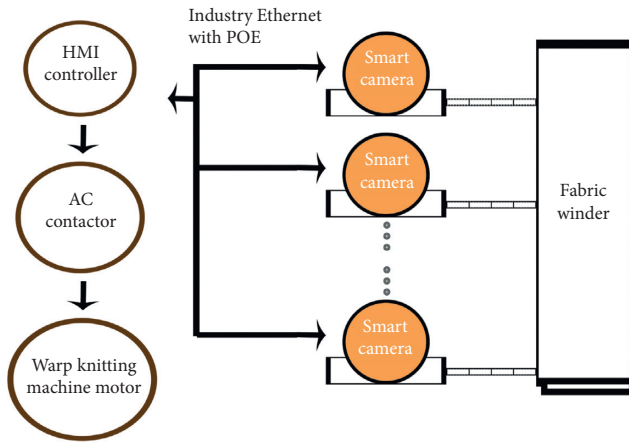 Industry Ethernet
with POE
HMI
controller
AC
contactor
Warp knitting
machine motor
Smart
camera
Smart
camera
Smart
camera
Fabric
winder